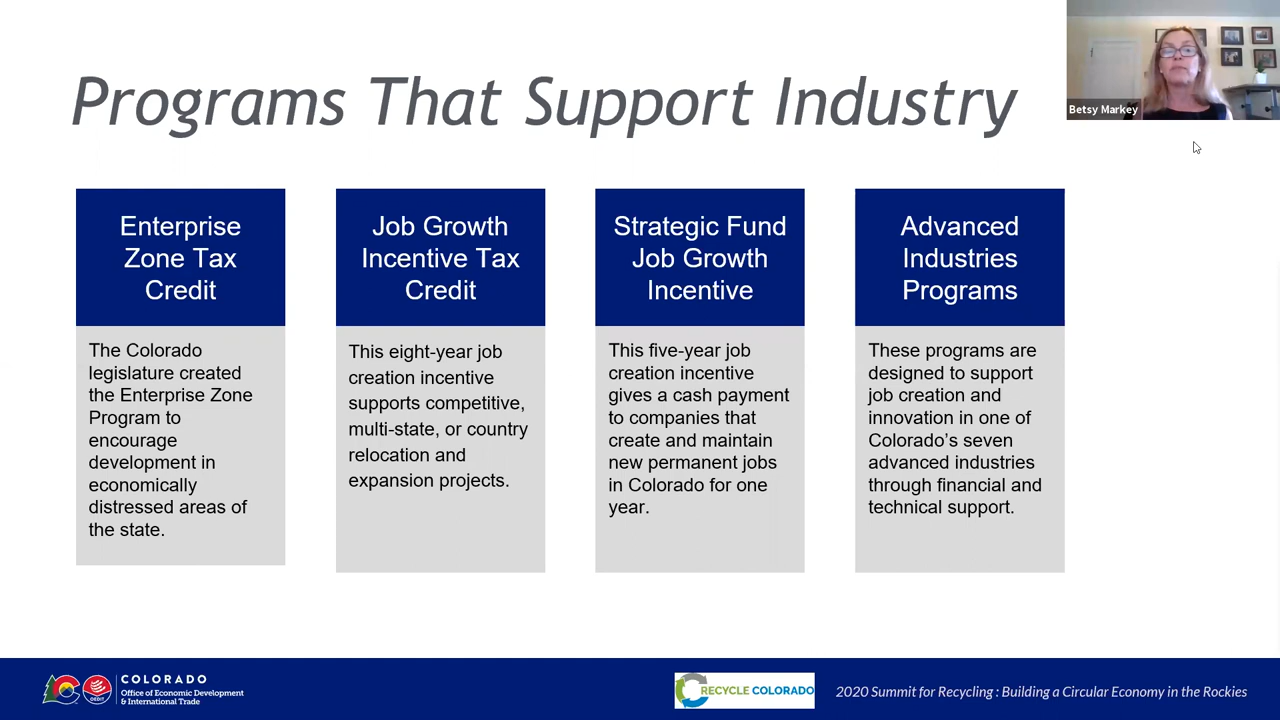 Programs That Support Industry
Betsy Markey
Enterprise
Zone Tax
Credit
The Colorado
legislature created
the Enterprise Zone
Program to
encourage
development in
economically
distressed areas of
the state.
Job Growth
Incentive Tax
Credit
This eight-year job
creation incentive
supports competitive,
multi-state, or country
relocation and
expansion projects.
Strategic Fund
Job Growth
Incentive
This five-year job
creation incentive
gives a cash payment
to companies that
create and maintain
new permanent jobs
in Colorado for one
year.
Advanced
Industries
Programs
These programs are
designed to support
job creation and
innovation in one of
Colorado’s seven
advanced industries
through financial and
technical support.
OEDIT
COLORADO
Office of Economic Development
& International Trade
RECYCLE COLORADO
2020 Summit for Recycling : Building a Circular Economy in the Rockies